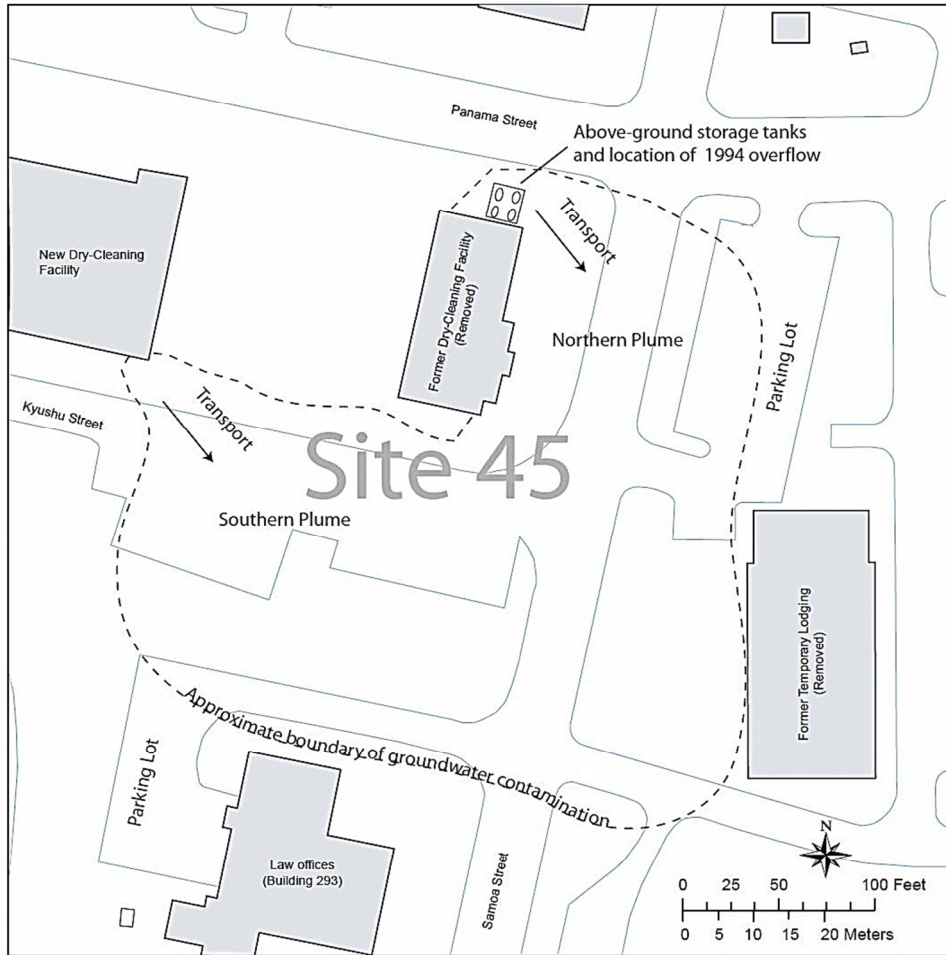 Panama Street
Above-ground storage tanks
and location of 1994 overflow
Transport
New Dry-Cleaning
Facility
Former Dry-Cleaning Facility
(Removed)
Northern Plume
Parking Lot
Kyushu Street
Transport
Site 45
Southern Plume
Former Temporary Lodging
(Removed)
Approximate boundary of groundwater contamination
Parking Lot
Law offices
(Building 293)
Samoa Street
N
0 25 50 100 Feet
0 5 10 15 20 Meters